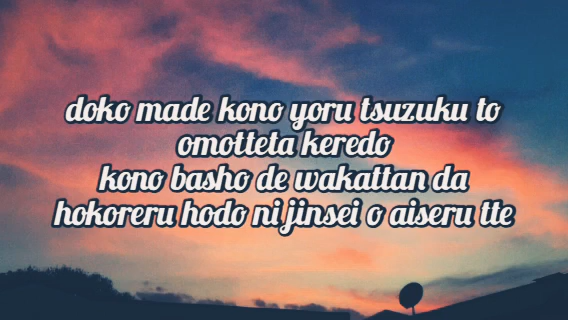 doko made kono yoru tsuzuku to
omotteta keredo
kono basho de wakattan da
hokoreru hodo ni jinsei o aiseru tte